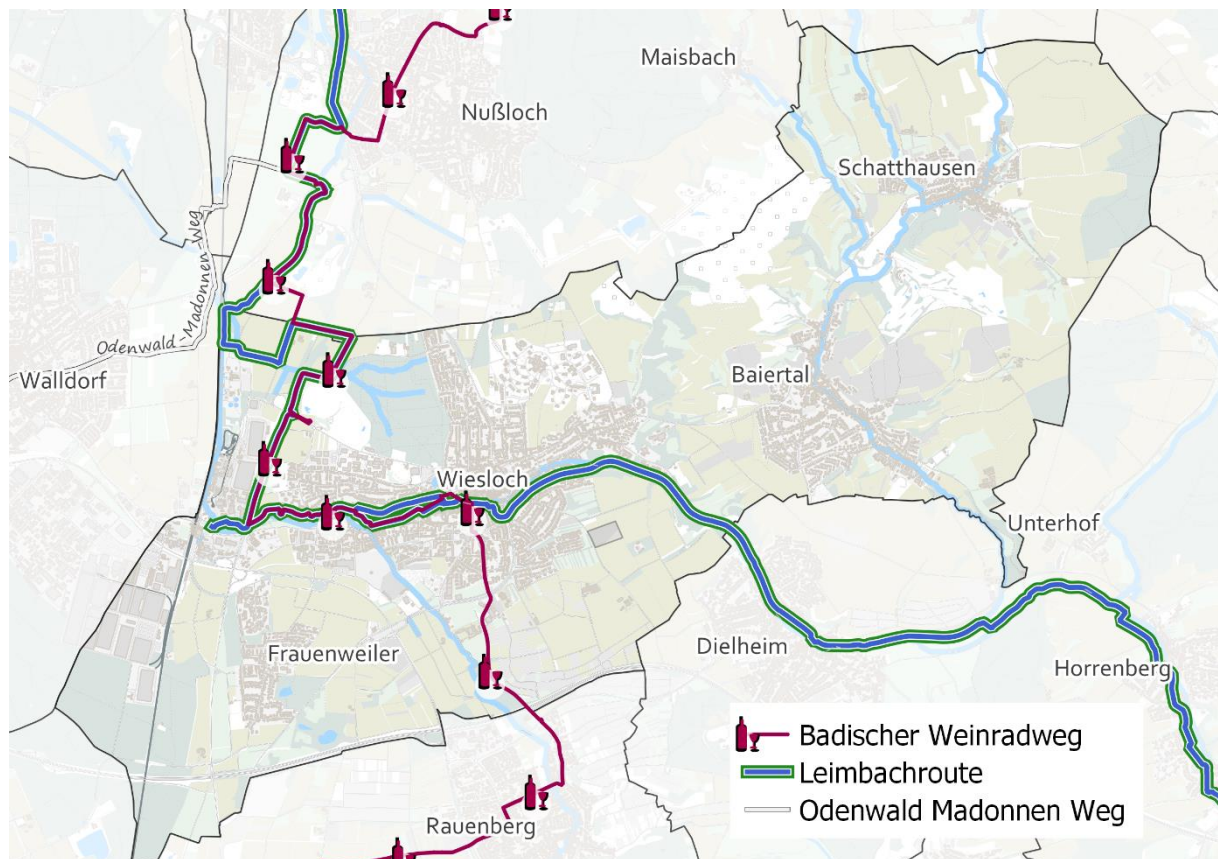 Maisbach
Nußloch
Schatthausen
Odenwald-Madonnen-Weg
Walldorf
Baiertal
Wiesloch
Unterhof
Dielheim
Frauenweiler
Horrenberg
Rauenberg
Badischer Weinradweg
Leimbachroute
Odenwald Madonnen Weg